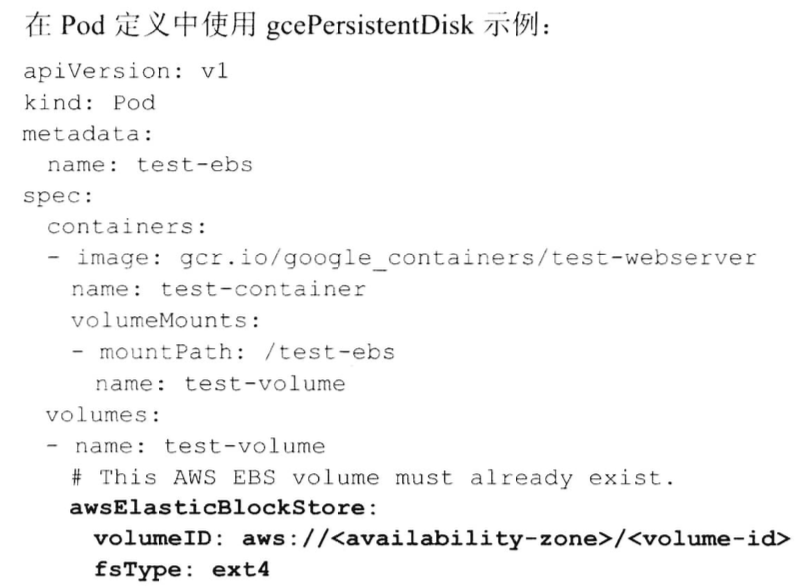 在 Pod 定义中使用 gcePersistentDisk 示例：
apiVersion: v1
kind: Pod
metadata:
  name: test-ebs
spec:
  containers:
  - image: gcr.io/google_containers/test-webserver
    name: test-container
    volumeMounts:
    - mountPath: /test-ebs
      name: test-volume
  volumes:
  - name: test-volume
    # This AWS EBS volume must already exist.
    awsElasticBlockStore:
      volumeID: aws://<availability-zone>/<volume-id>
      fsType: ext4